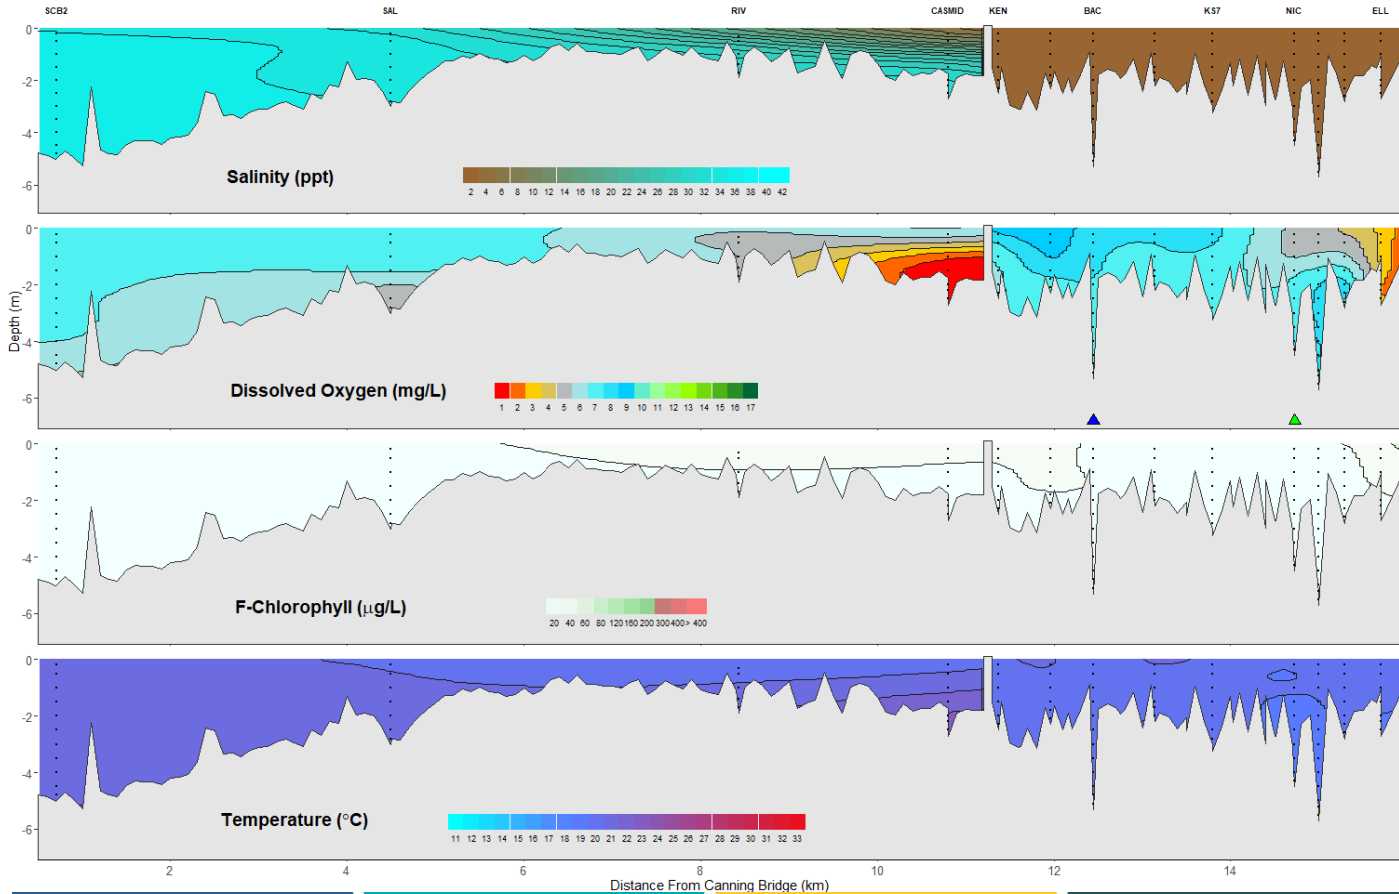 SCB2 SAL RIV CASMID KEN BAC KS7 NIC ELL
0
-2
-4
-6
Salinity (ppt)
2 4 6 8 10 12 14 16 18 20 22 24 26 28 30 32 34 36 38 40 42
0
-2
-4
-6
Depth (m)
Dissolved Oxygen (mg/L)
1 2 3 4 5 6 7 8 9 10 11 12 13 14 15 16 17
0
-2
-4
-6
F-Chlorophyll (µg/L)
20 40 60 80 120 160 200 300 400 > 400
0
-2
-4
-6
Temperature (°C)
11 12 13 14 15 16 17 18 19 20 21 22 23 24 25 26 27 28 29 30 31 32 33
2 4 6 8 10 12 14
Distance From Canning Bridge (km)